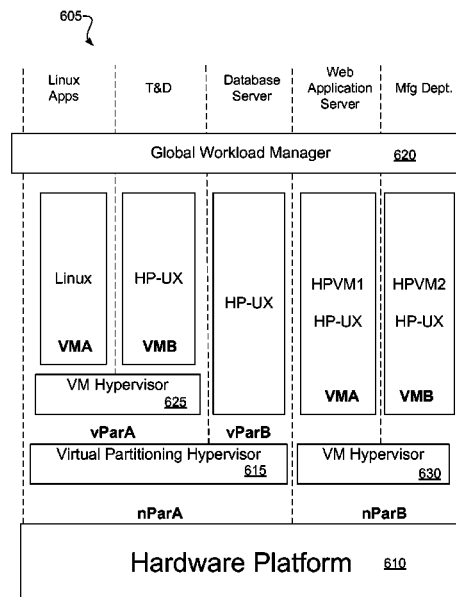 605
Linux Apps
T&D
Database Server
Web Application Server
Mfg Dept.
Global Workload Manager 620
Linux
VMA
HP-UX
VMB
HP-UX
HPVM1
HP-UX
VMA
HPVM2
HP-UX
VMB
VM Hypervisor
625
vParA
vParB
Virtual Partitioning Hypervisor
615
VM Hypervisor
630
nParA
nParB
Hardware Platform 610